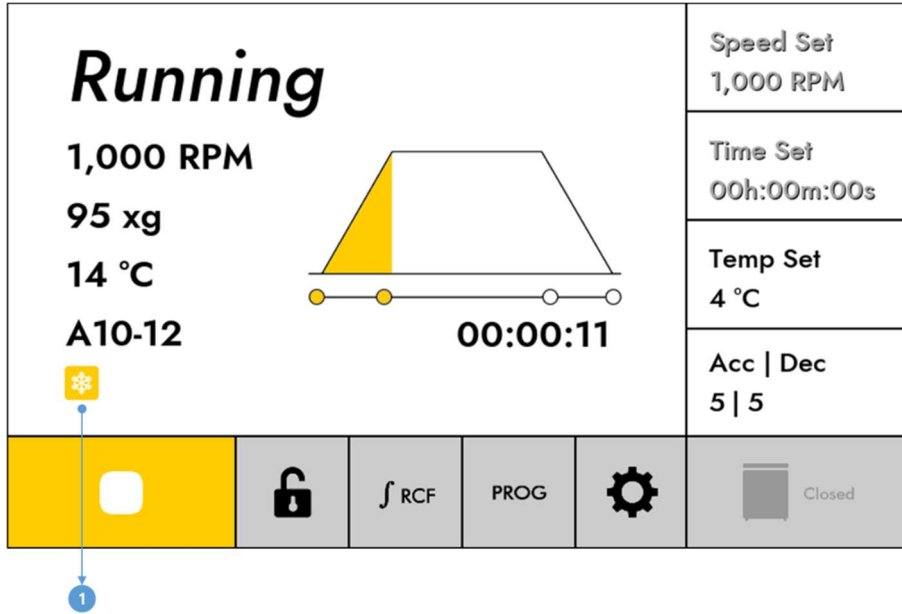 Running
1,000 RPM
95 xg
14 °C
A10-12
00:00:11
Speed Set
1,000 RPM
Time Set
00h:00m:00s
Temp Set
4 °C
Acc | Dec
5 | 5
∫ RCF
PROG
Closed
1